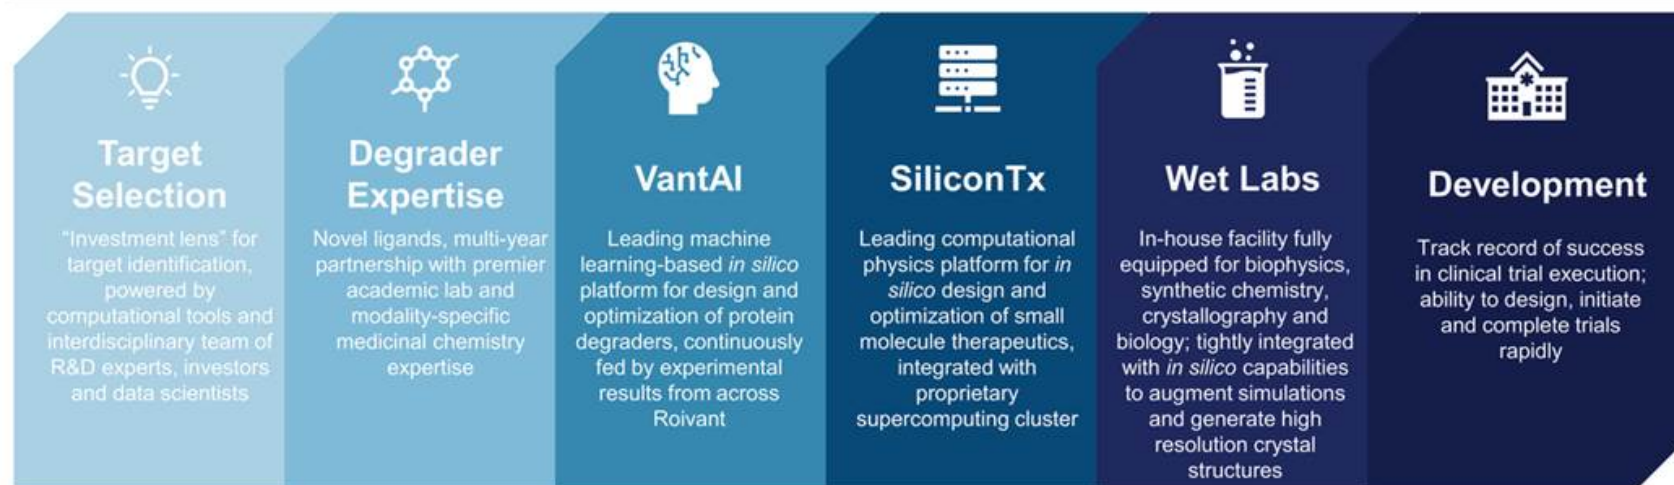 Target
Selection
"Investment lens" for
target identification,
powered by
computational tools and
interdisciplinary team of
R&D experts, investors
and data scientists
Degrader
Expertise
Novel ligands, multi-year
partnership with premier
academic lab and
modality-specific
medicinal chemistry
expertise
VantAI
Leading machine
learning-based in silico
platform for design and
optimization of protein
degraders, continuously
fed by experimental
results from across
Roivant
SiliconTx
Leading computational
physics platform for in
silico design and
optimization of small
molecule therapeutics,
integrated with
proprietary
supercomputing cluster
Wet Labs
In-house facility fully
equipped for biophysics,
synthetic chemistry,
crystallography and
biology; tightly integrated
with in silico capabilities
to augment simulations
and generate high
resolution crystal
structures
Development
Track record of success
in clinical trial execution;
ability to design, initiate
and complete trials
rapidly